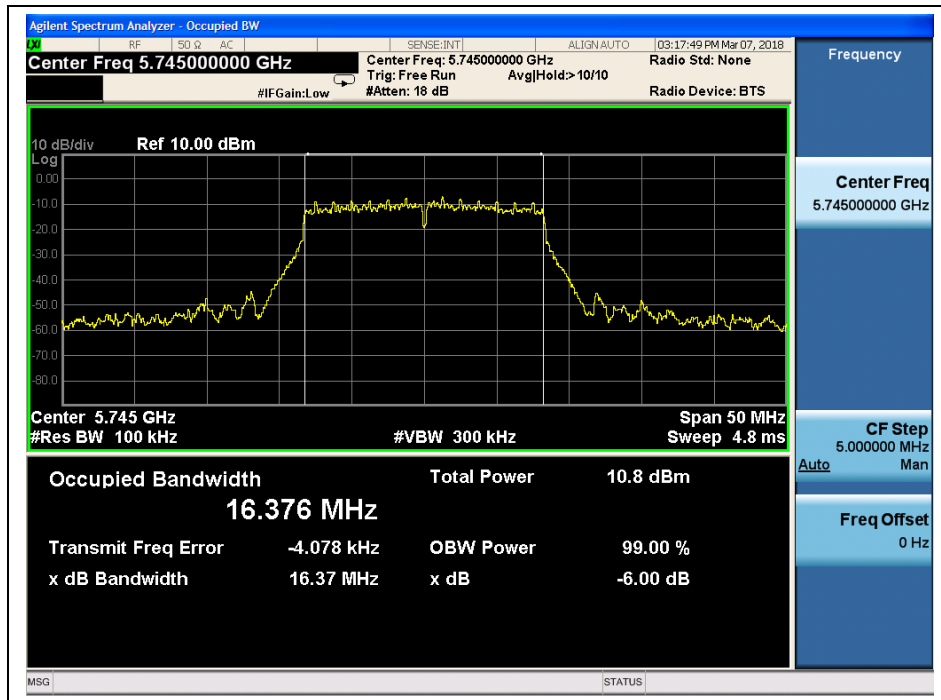 Agilent Spectrum Analyzer - Occupied BW
LXI RF 50 Ω AC SENSE:INT ALIGN AUTO 03:17:49 PM Mar 07, 2018
Center Freq 5.745000000 GHz
Center Freq: 5.745000000 GHz
Radio Std: None
Trig: Free Run Avg|Hold:>10/10
#IFGain:Low #Atten: 18 dB Radio Device: BTS
Frequency
10 dB/div Ref 10.00 dBm
Log
0.00
-10.0
-20.0
-30.0
-40.0
-50.0
-60.0
-70.0
-80.0
Center 5.745 GHz Span 50 MHz
#Res BW 100 kHz #VBW 300 kHz Sweep 4.8 ms
Occupied Bandwidth Total Power 10.8 dBm
16.376 MHz
Transmit Freq Error -4.078 kHz OBW Power 99.00 %
x dB Bandwidth 16.37 MHz x dB -6.00 dB
Center Freq
5.745000000 GHz
CF Step
5.000000 MHz
Auto Man
Freq Offset
0 Hz
MSG STATUS